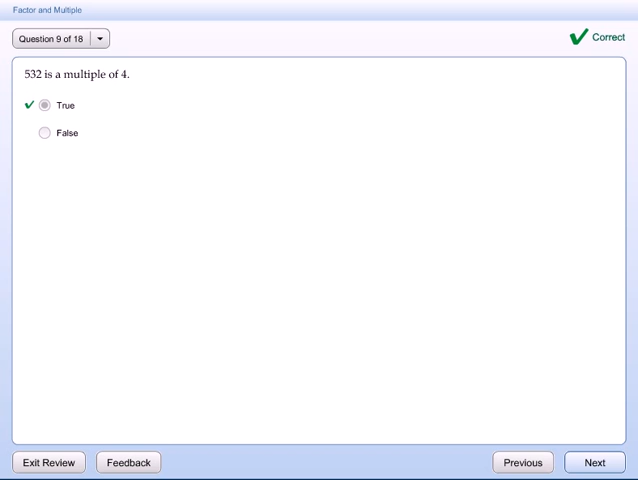 Factor and Multiple
Question 9 of 18
Correct
532 is a multiple of 4.
True
False
Exit Review
Feedback
Previous
Next